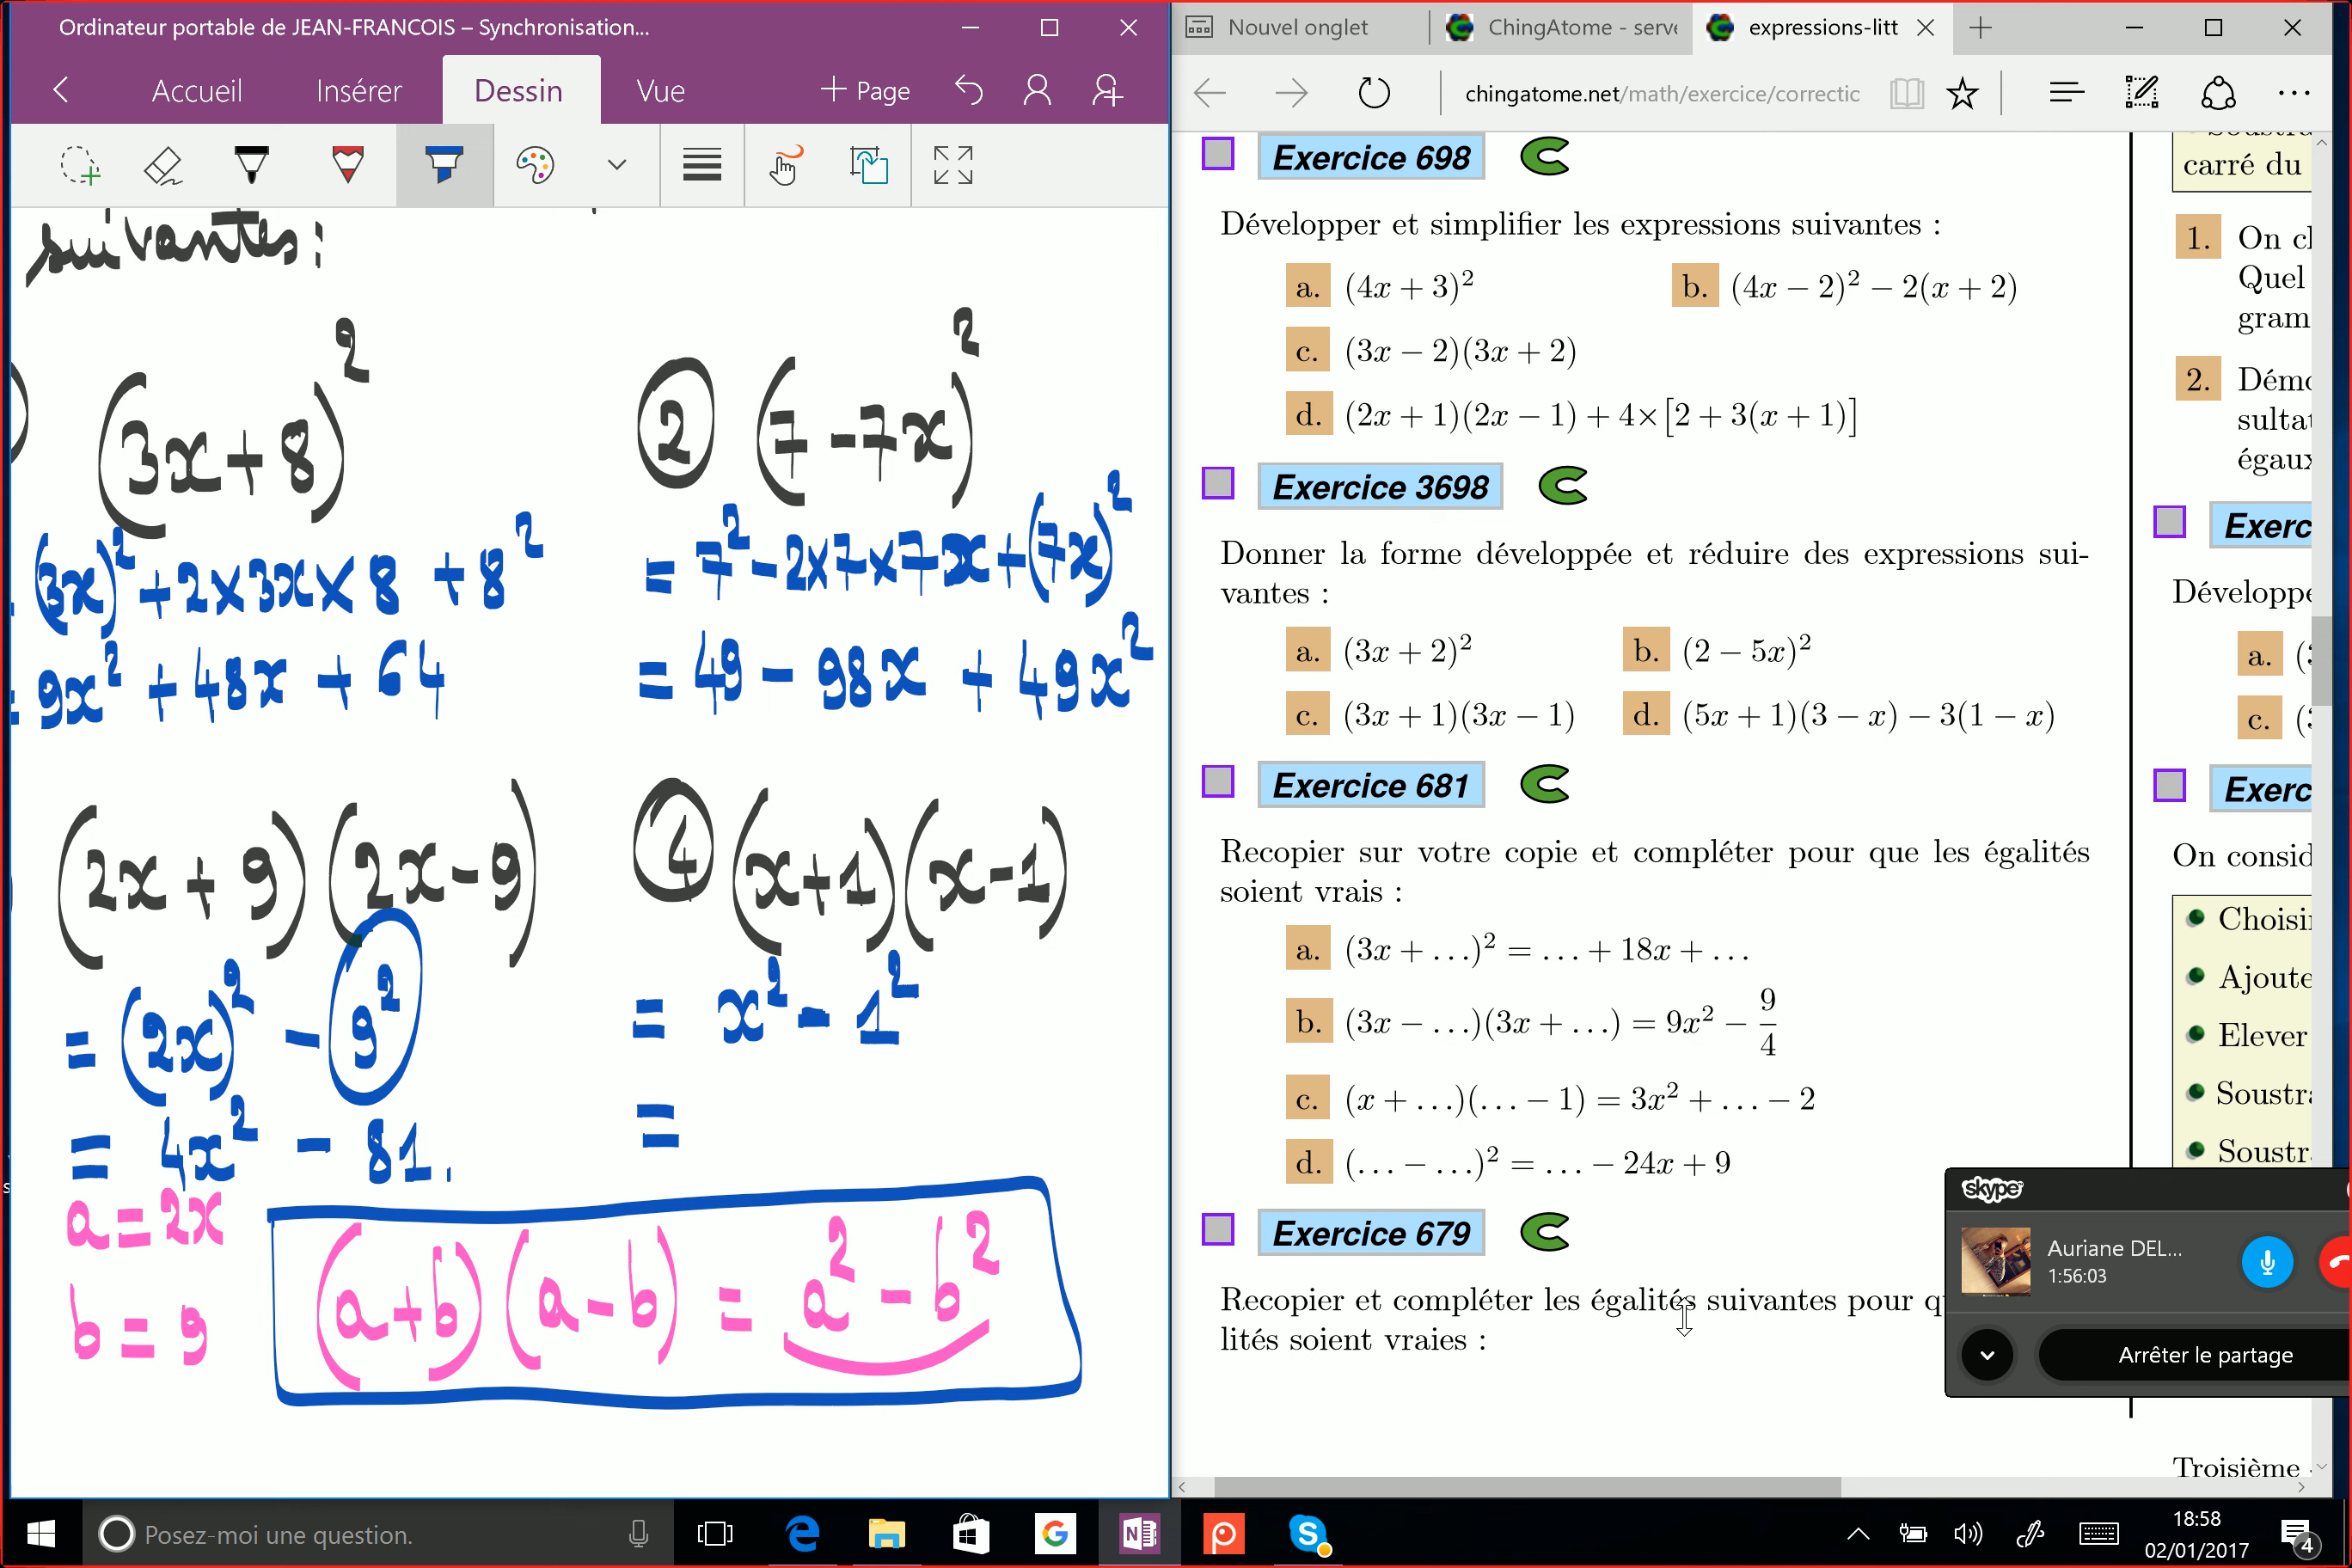 Ordinateur portable de JEAN-FRANCOIS – Synchronisation...
Accueil Insérer Dessin Vue + Page
suivantes:
(3x+8)²
= (3x)² + 2×3x×8 + 8²
= 9x² + 48x + 64
② (7-7x)²
= 7² - 2×7×7x + (7x)²
= 49 - 98x + 49x²
(2x + 9)(2x-9)
= (2x)² - 9²
= 4x² - 81.
④ (x+1)(x-1)
= x² - 1²
=
a=2x
b=9
(a+b)(a-b) = a² - b²
Nouvel onglet
ChingAtome - serve
expressions-litt
chingatome.net/math/exercice/correctic
Exercice 698
Développer et simplifier les expressions suivantes :
a. (4x + 3)² b. (4x − 2)² − 2(x + 2)
c. (3x − 2)(3x + 2)
d. (2x + 1)(2x − 1) + 4×[2 + 3(x + 1)]
Exercice 3698
Donner la forme développée et réduire des expressions sui-
vantes :
a. (3x + 2)² b. (2 − 5x)²
c. (3x + 1)(3x − 1) d. (5x + 1)(3 − x) − 3(1 − x)
Exercice 681
Recopier sur votre copie et compléter pour que les égalités
soient vrais :
a. (3x + ...)² = ... + 18x + ...
b. (3x − ...)(3x + ...) = 9x² − 9/4
c. (x + ...)(... − 1) = 3x² + ... − 2
d. (... − ...)² = ... − 24x + 9
Exercice 679
Recopier et compléter les égalités suivantes pour q
lités soient vraies :
carré du
1. On cl
Quel
gram
2. Démo
sultat
égaux
Exerc
Développe
a. (3
c. (3
Exerc
On consid
Choisir
Ajoute
Elever
Soustra
Soustr
Troisième
skype
Auriane DEL...
1:56:03
Arrêter le partage
Posez-moi une question.
18:58
02/01/2017
4